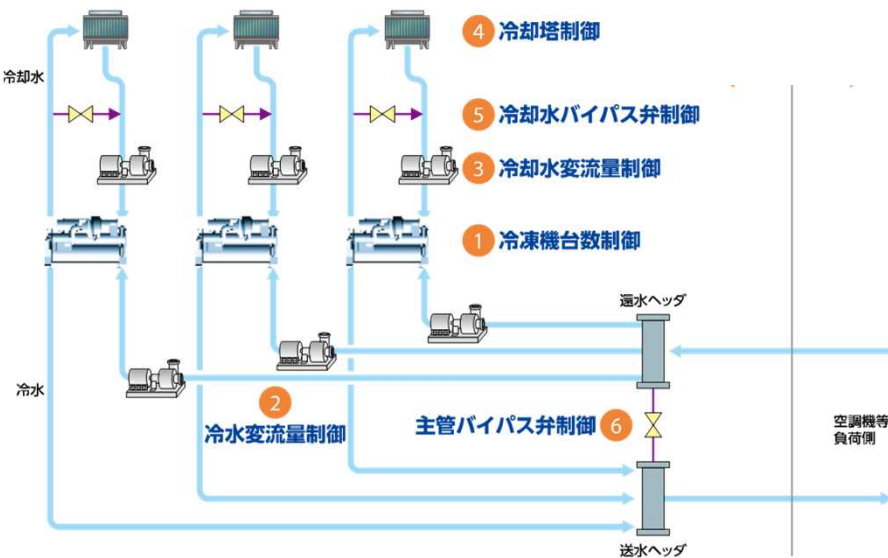 ④ 冷却塔制御
冷却水
⑤ 冷却水バイパス弁制御
③ 冷却水変流量制御
① 冷凍機台数制御
還水ヘッダ
冷水
②
冷水変流量制御
主管バイパス弁制御 ⑥
空調機等
負荷側
送水ヘッダ